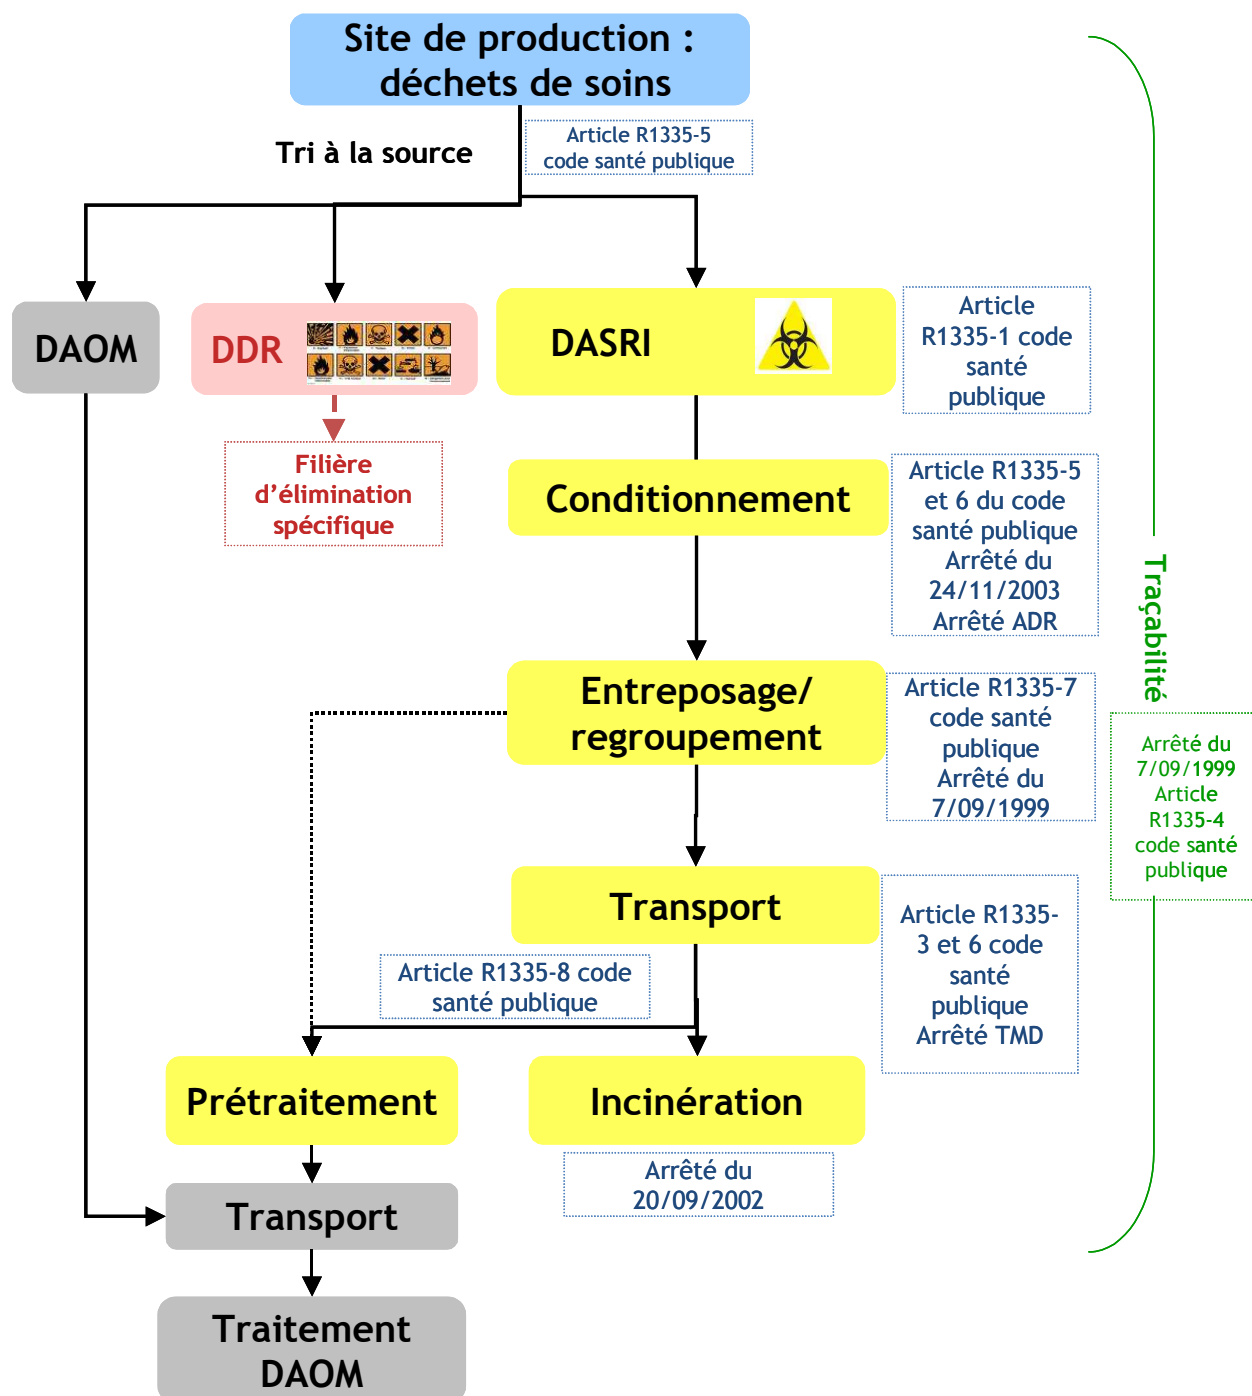 Site de production :
déchets de soins
Tri à la source
Article R1335-5
code santé publique
DAOM
DDR
DASRI
Article
R1335-1 code
santé
publique
Filière
d’élimination
spécifique
Conditionnement
Article R1335-5
et 6 du code
santé publique
Arrêté du
24/11/2003
Arrêté ADR
Traçabilité
Entreposage/
regroupement
Article R1335-7
code santé
publique
Arrêté du
7/09/1999
Arrêté du
7/09/1999
Article
R1335-4
code santé
publique
Transport
Article R1335-
3 et 6 code
santé
publique
Arrêté TMD
Article R1335-8 code
santé publique
Prétraitement
Incinération
Arrêté du
20/09/2002
Transport
Traitement
DAOM